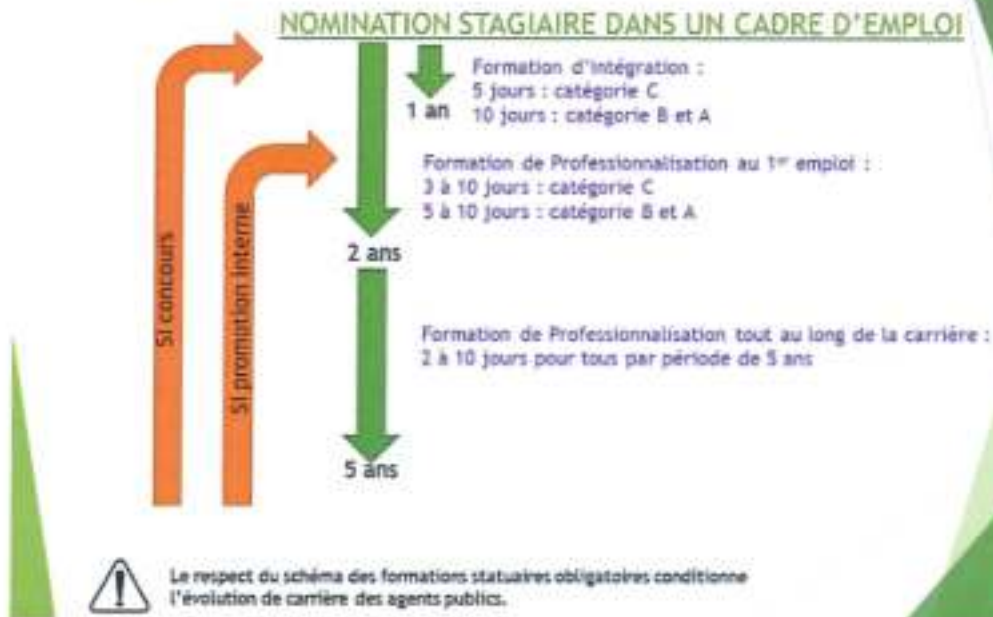 NOMINATION STAGIAIRE DANS UN CADRE D'EMPLOI
Formation d'intégration :
5 jours : catégorie C
10 jours : catégorie B et A
1 an
Formation de Professionnalisation au 1er emploi :
3 à 10 jours : catégorie C
5 à 10 jours : catégorie B et A
2 ans
Formation de Professionnalisation tout au long de la carrière :
2 à 10 jours pour tous par période de 5 ans
5 ans
SI concours
SI promotion interne
Le respect du schéma des formations statuaires obligatoires conditionne
l'évolution de carrière des agents publics.